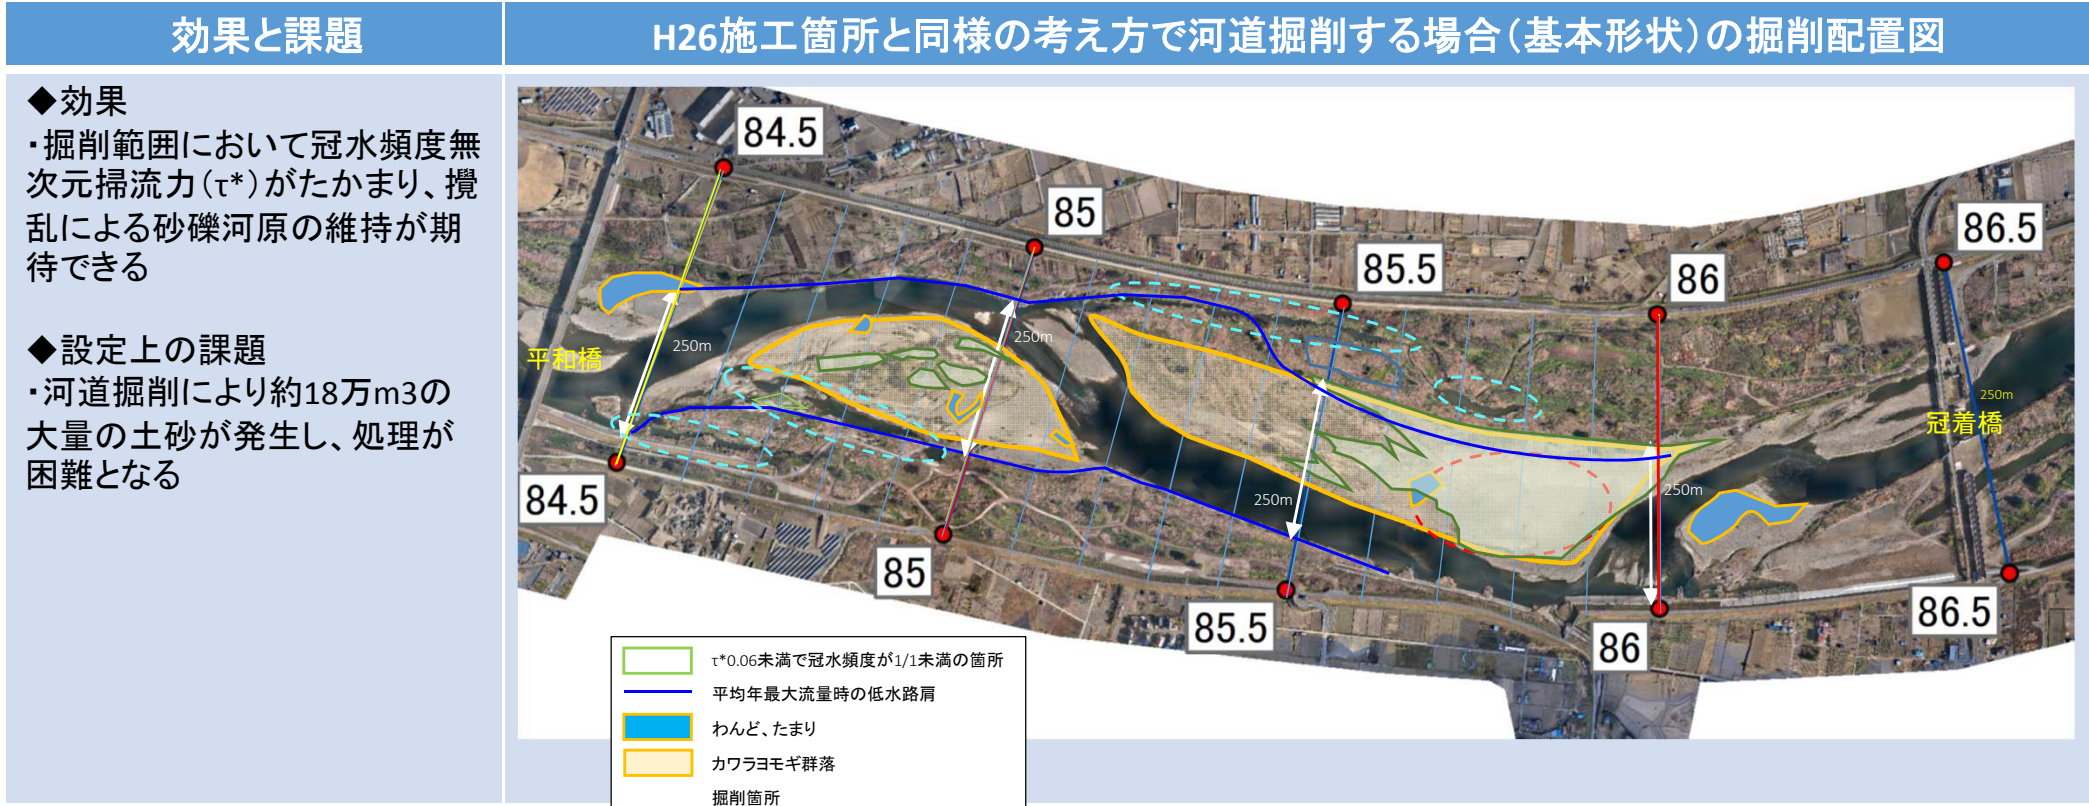 効果と課題
H26施工箇所と同様の考え方で河道掘削する場合（基本形状）の掘削配置図
◆効果
・掘削範囲において冠水頻度無
次元掃流力（τ*）がたかまり、攪
乱による砂礫河原の維持が期
待できる
◆設定上の課題
・河道掘削により約18万m3の
大量の土砂が発生し、処理が
困難となる
84.5
85
85.5
86
86.5
平和橋
250m
250m
250m
250m
250m
冠着橋
84.5
85
85.5
86
86.5
τ*0.06未満で冠水頻度が1/1未満の箇所
平均年最大流量時の低水路肩
わんど、たまり
カワラヨモギ群落
掘削箇所